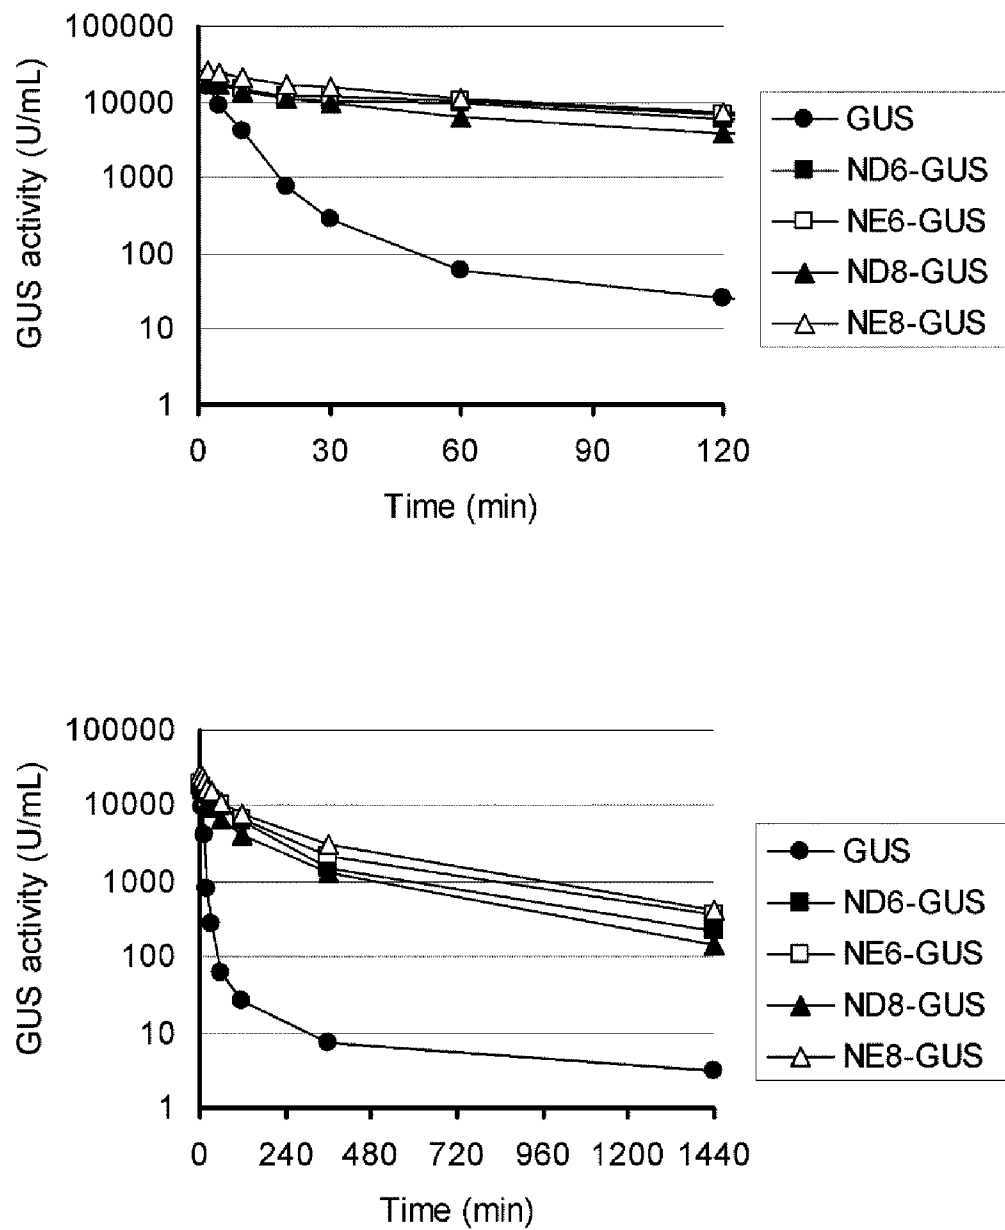 100000
10000
1000
100
10
1
GUS activity (U/mL)
0 30 60 90 120
Time (min)
GUS
ND6-GUS
NE6-GUS
ND8-GUS
NE8-GUS
100000
10000
1000
100
10
1
GUS activity (U/mL)
0 240 480 720 960 1200 1440
Time (min)
GUS
ND6-GUS
NE6-GUS
ND8-GUS
NE8-GUS